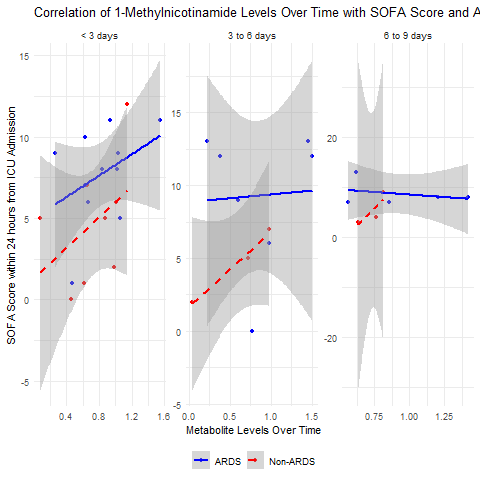 Correlation of 1-Methylnicotinamide Levels Over Time with SOFA Score and A
< 3 days
3 to 6 days
6 to 9 days
SOFA Score within 24 hours from ICU Admission
15
10
5
0
-5
15
10
5
0
-5
20
0
-20
0.4 0.8 1.2 1.6
0.0 0.5 1.0 1.5
0.75 1.00 1.25
Metabolite Levels Over Time
ARDS
Non-ARDS